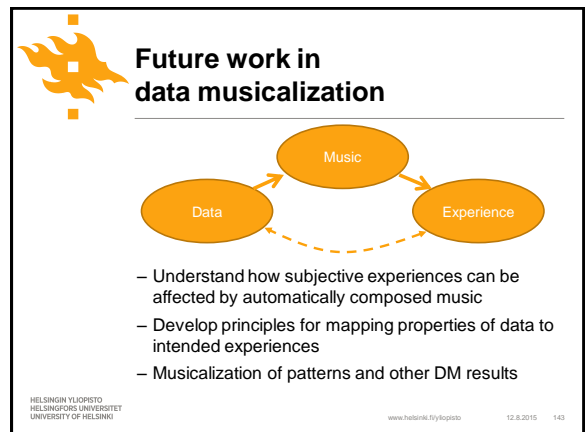 Future work in
data musicalization
Music
Data
Experience
– Understand how subjective experiences can be
affected by automatically composed music
– Develop principles for mapping properties of data to
intended experiences
– Musicalization of patterns and other DM results
HELSINGIN YLIOPISTO
HELSINGFORS UNIVERSITET
UNIVERSITY OF HELSINKI
www.helsinki.fi/yliopisto 12.8.2015 143